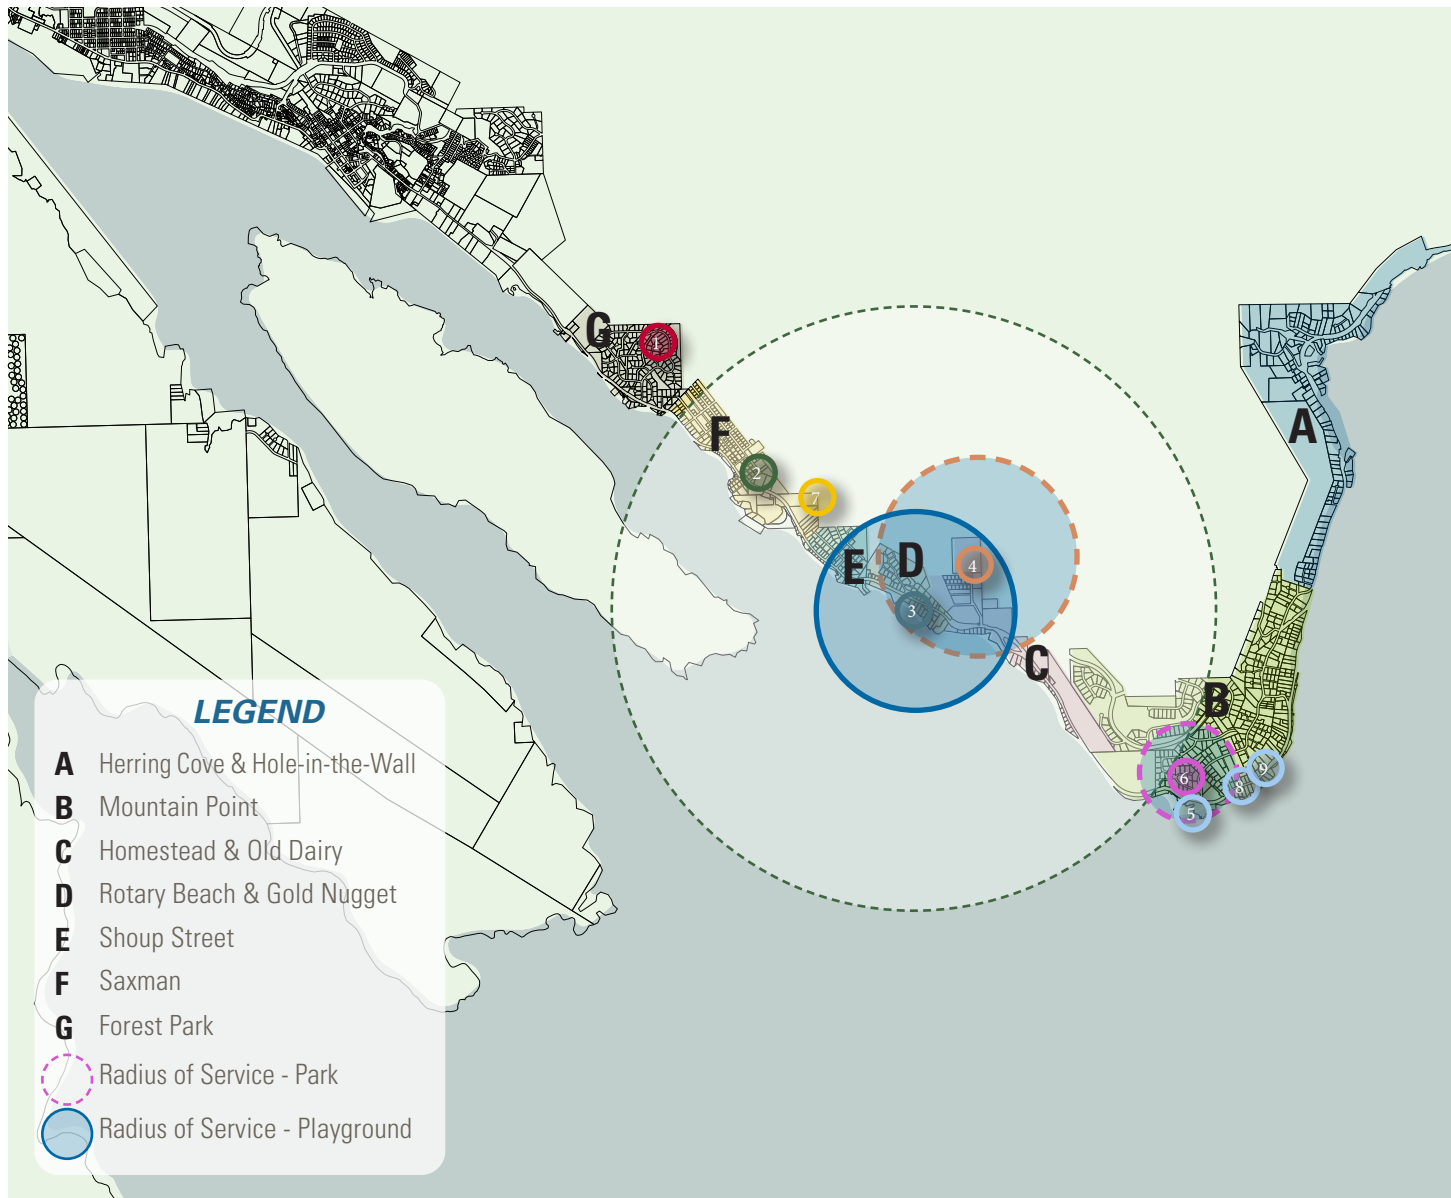 G
1
A
F
2
7
E
D
4
3
C
B
6
9
8
5
LEGEND
A Herring Cove & Hole-in-the-Wall
B Mountain Point
C Homestead & Old Dairy
D Rotary Beach & Gold Nugget
E Shoup Street
F Saxman
G Forest Park
Radius of Service - Park
Radius of Service - Playground